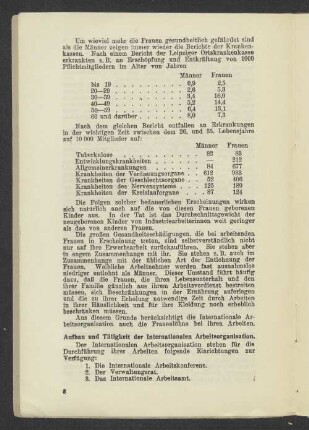 Um wieviel mehr die Frauen gesundheitlich gefährdet sind
als die Männer zeigen immer wieder die Berichte der Kranken-
kassen. Nach einem Bericht der Leipziger Ortskrankenkasse
erkrankten z. B. an Erschöpfung und Entkräftung von 1000
Pflichtmitgliedern im Alter von Jahren
Männer Frauen
bis 19 . . . . . . . . . 0,9 2,5
20—29 . . . . . . . . . 2,8 5,3
30—39 . . . . . . . . . 3,4 10,0
40—49 . . . . . . . . . 5,2 14,4
50—59 . . . . . . . . . 6,4 15,1
60 und darüber . . . . . . 8,0 7,3
Nach dem gleichen Bericht entfallen an Erkrankungen
in der wichtigen Zeit zwischen dem 20. und 35. Lebensjahre
auf 10 000 Mitglieder auf:
Männer Frauen
Tuberkulose . . . . . . . 82 85
Entwicklungskrankheiten . . . . 212
Allgemeinerkrankungen . . . . 64 677
Krankheiten der Verdauungsorgane . . 612 983
Krankheiten der Geschlechtsorgane . . 52 406
Krankheiten des Nervensystems . . . 125 189
Krankheiten der Kreislauforgane . . 87 124
Die Folgen solcher bedauerlichen Erscheinungen wirken
sich natürlich auch auf die von diesen Frauen geborenen
Kinder aus. In der Tat ist das Durchschnittsgewicht der
neugeborenen Kinder von Industriearbeiterinnen weit geringer
als das von anderen Frauen.
Die großen Gesundheitsschädigungen, die bei arbeitenden
Frauen in Erscheinung treten, sind selbstverständlich nicht
nur auf ihre Erwerbsarbeit zurückzuführen. Sie stehen aber
in engem Zusammenhange mit ihr. Sie stehen z. B. auch in
Zusammenhange mit der üblichen Art der Entlohnung der
Frauen. Weibliche Arbeitnehmer werden fast ausnahmslos
niedriger entlohnt als Männer. Dieser Umstand führt häufig
dazu, daß die Frauen, die ihren Lebensunterhalt und den
ihrer Familie gänzlich aus ihrem Arbeitsverdienst bestreiten
müssen, sich Beschränkungen in der Ernährung auferlegen
und die zu ihrer Erholung notwendige Zeit durch Arbeiten
in ihrer Häuslichkeit und für ihre Kleidung noch erheblich
beschränken müssen.
Aus diesem Grunde berücksichtigt die Internationale Ar-
beitsorganisation auch die Frauenlöhne bei ihren Arbeiten.
Aufbau und Tätigkeit der Internationalen Arbeitsorganisation.
Der Internationalen Arbeitsorganisation stehen für die
Durchführung ihrer Arbeiten folgende Einrichtungen zur
Verfügung:
1. Die Internationale Arbeitskonferenz.
2. Der Verwaltungsrat.
3. Das Internationale Arbeitsamt.
8